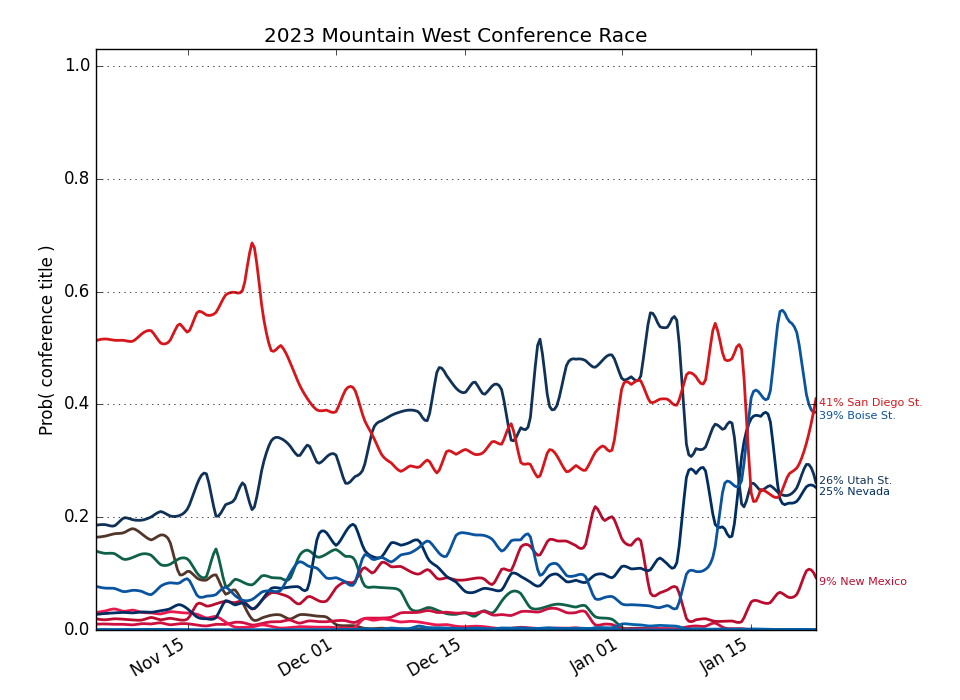 2023 Mountain West Conference Race
Prob( conference title )
1.0
0.8
0.6
0.4
0.2
0.0
41% San Diego St.
39% Boise St.
26% Utah St.
25% Nevada
9% New Mexico
Nov 15
Dec 01
Dec 15
Jan 01
Jan 15